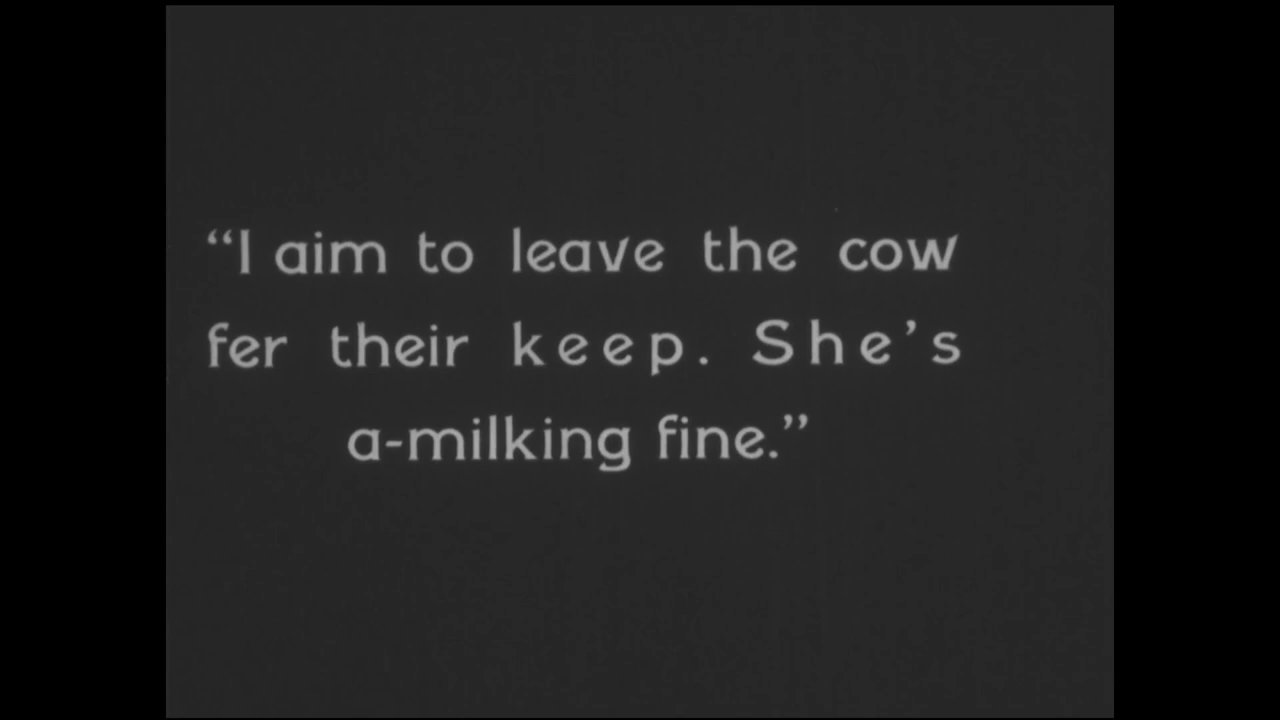 “I aim to leave the cow
fer their keep. She’s
a-milking fine.”